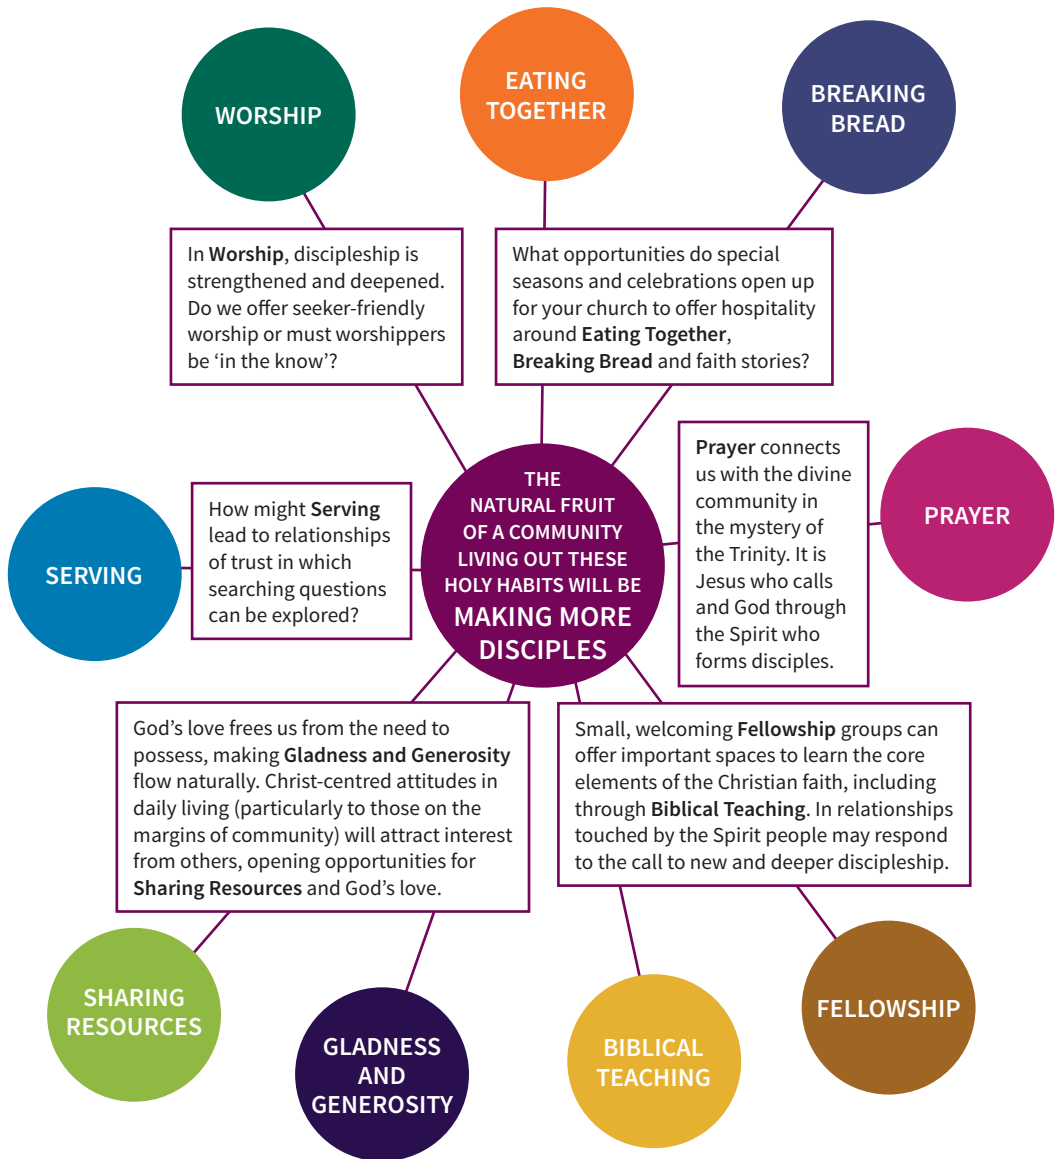 WORSHIP
EATING
TOGETHER
BREAKING
BREAD
In Worship, discipleship is
strengthened and deepened.
Do we offer seeker-friendly
worship or must worshippers
be ‘in the know’?
What opportunities do special
seasons and celebrations open up
for your church to offer hospitality
around Eating Together,
Breaking Bread and faith stories?
SERVING
How might Serving
lead to relationships
of trust in which
searching questions
can be explored?
THE
NATURAL FRUIT
OF A COMMUNITY
LIVING OUT THESE
HOLY HABITS WILL BE
MAKING MORE
DISCIPLES
Prayer connects
us with the divine
community in
the mystery of
the Trinity. It is
Jesus who calls
and God through
the Spirit who
forms disciples.
PRAYER
God’s love frees us from the need to
possess, making Gladness and Generosity
flow naturally. Christ-centred attitudes in
daily living (particularly to those on the
margins of community) will attract interest
from others, opening opportunities for
Sharing Resources and God’s love.
Small, welcoming Fellowship groups can
offer important spaces to learn the core
elements of the Christian faith, including
through Biblical Teaching. In relationships
touched by the Spirit people may respond
to the call to new and deeper discipleship.
SHARING
RESOURCES
GLADNESS
AND
GENEROSITY
BIBLICAL
TEACHING
FELLOWSHIP